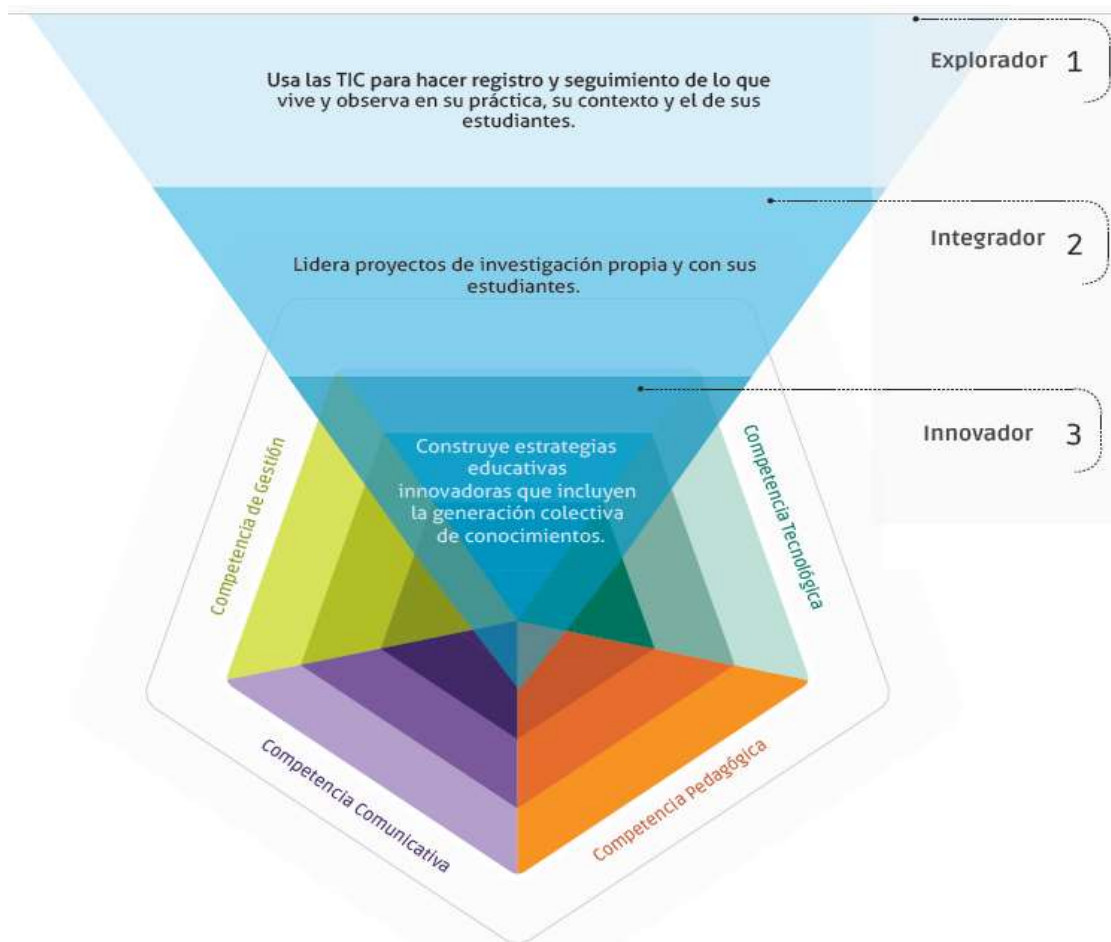 Usa las TIC para hacer registro y seguimiento de lo que
vive y observa en su práctica, su contexto y el de sus
estudiantes.
Explorador 1
Lidera proyectos de investigación propia y con sus
estudiantes.
Integrador 2
Construye estrategias
educativas
innovadoras que incluyen
la generación colectiva
de conocimientos.
Innovador 3
Competencia de Gestión
Competencia Tecnológica
Competencia Comunicativa
Competencia Pedagógica